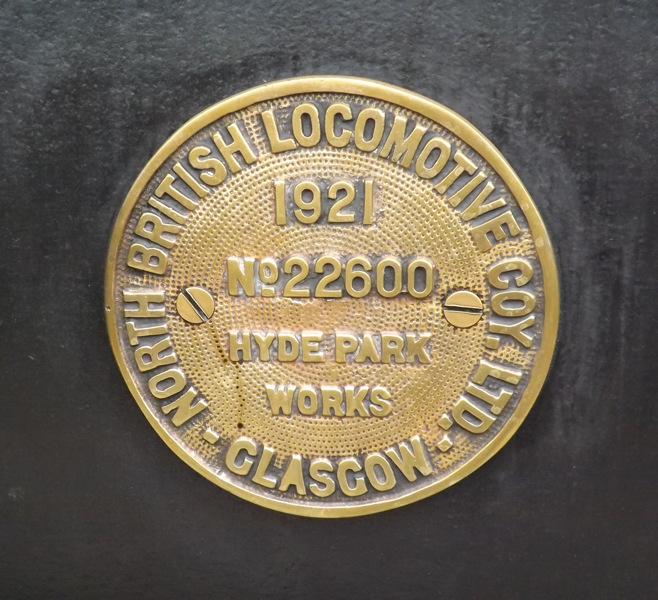 NORTH BRITISH LOCOMOTIVE COY. LTD.
1921
No 22600
HYDE PARK
WORKS
- GLASGOW -